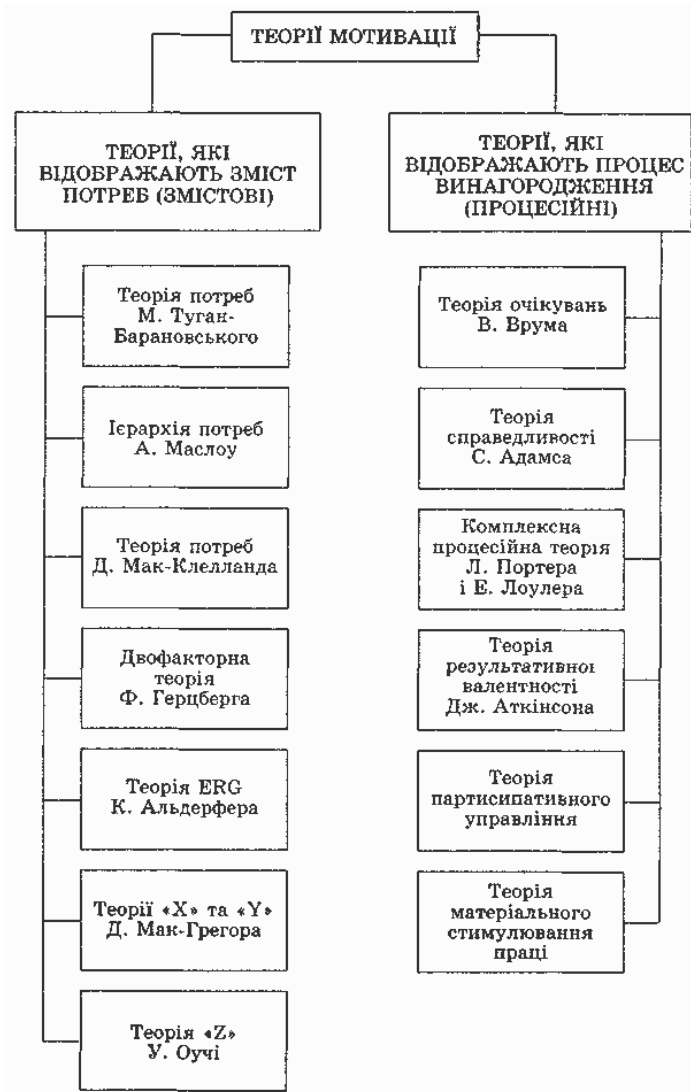 ТЕОРІЇ МОТИВАЦІЇ
ТЕОРІЇ, ЯКІ
ВІДОБРАЖАЮТЬ ЗМІСТ
ПОТРЕБ (ЗМІСТОВІ)
Теорія потреб
М. Туган-
Барановського
Ієрархія потреб
А. Маслоу
Теорія потреб
Д. Мак-Клелланда
Двофакторна
теорія
Ф. Герцберга
Теорія ERG
К. Альдерфера
Теорії «X» та «Y»
Д. Мак-Грегора
Теорія «Z»
У. Оучі
ТЕОРІЇ, ЯКІ
ВІДОБРАЖАЮТЬ ПРОЦЕС
ВИНАГОРОДЖЕННЯ
(ПРОЦЕСІЙНІ)
Теорія очікувань
В. Врума
Теорія
справедливості
С. Адамса
Комплексна
процесійна теорія
Л. Портера
і Е. Лоулера
Теорія
результативної
валентності
Дж. Аткінсона
Теорія
партисипативного
управління
Теорія
матеріального
стимулювання
праці